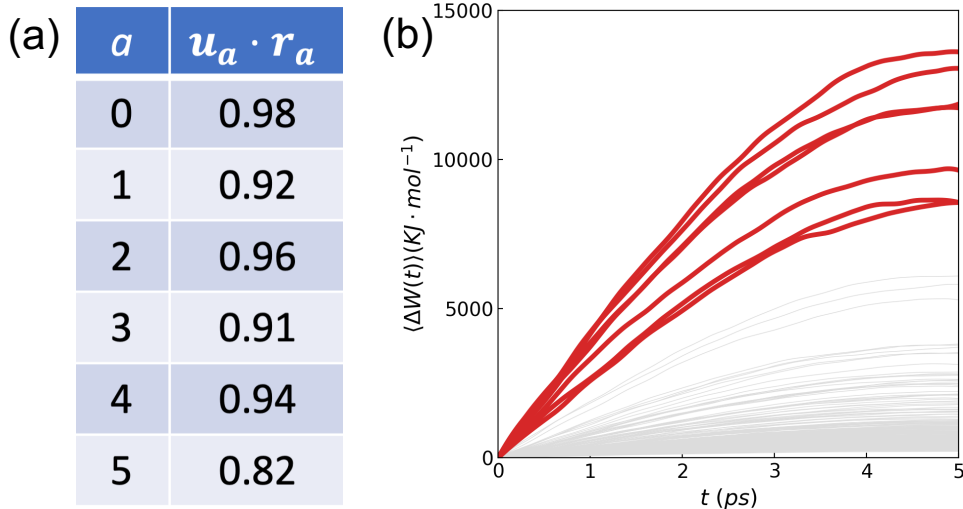 (a)
a u_a · r_a
0 0.98
1 0.92
2 0.96
3 0.91
4 0.94
5 0.82
(b)
⟨ΔW(t)⟩(KJ · mol⁻¹)
15000
10000
5000
0
0 1 2 3 4 5
t (ps)